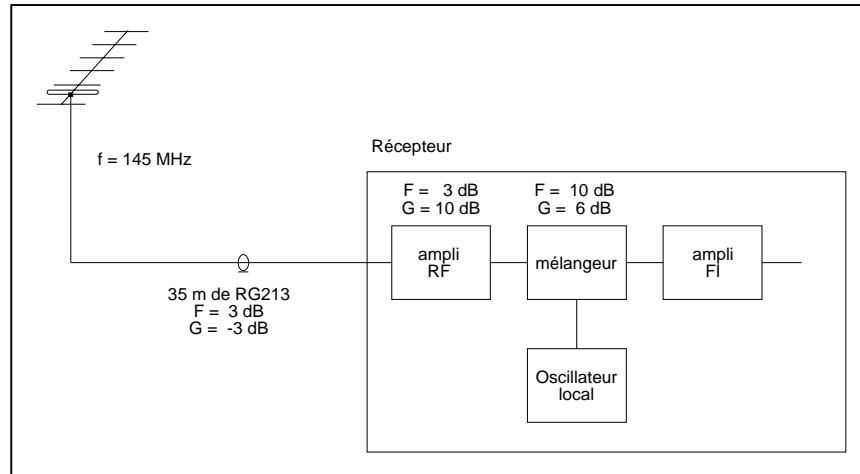 f = 145 MHz
Récepteur
F = 3 dB
G = 10 dB
F = 10 dB
G = 6 dB
ampli
RF
mélangeur
ampli
FI
35 m de RG213
F = 3 dB
G = -3 dB
Oscillateur
local